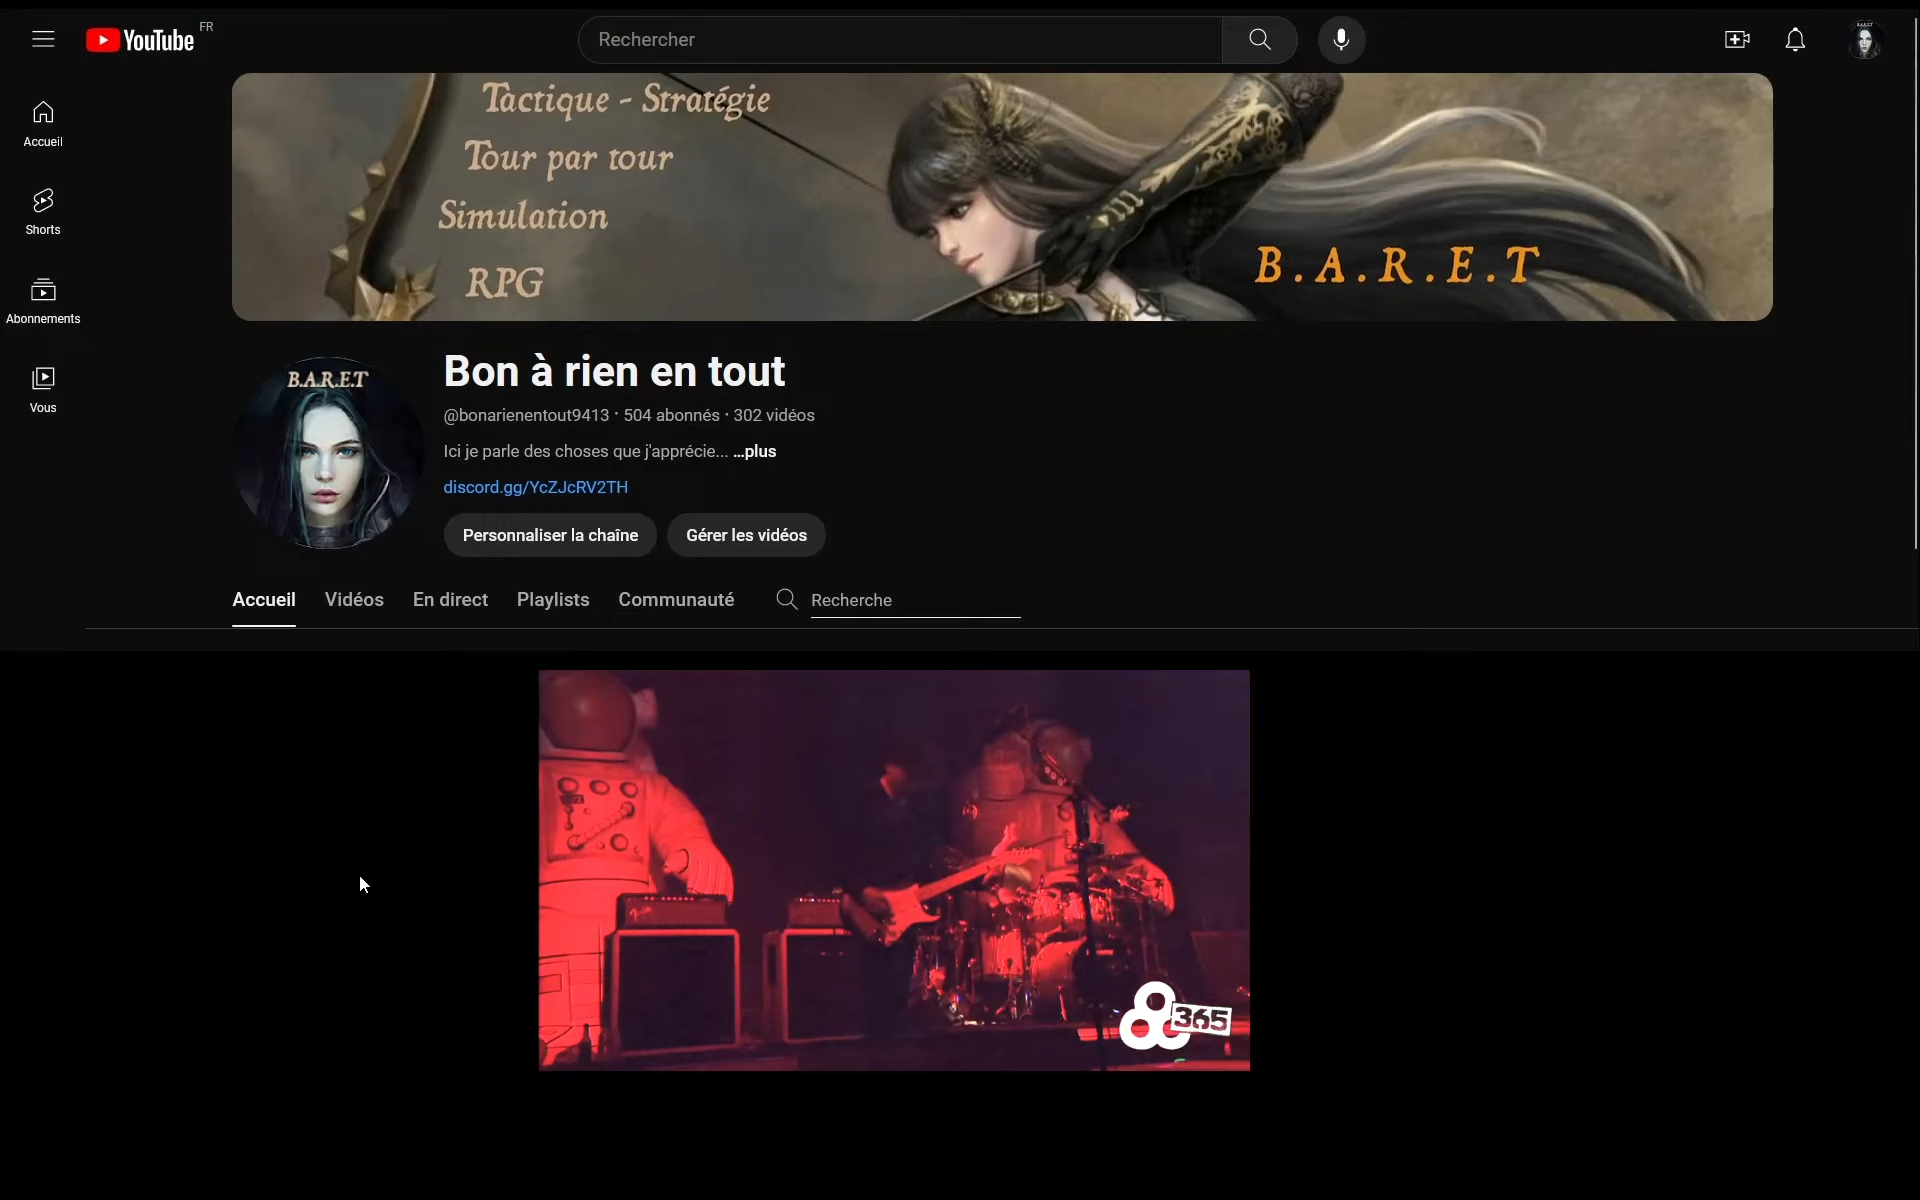 YouTube FR
Rechercher
Accueil
Shorts
Abonnements
Vous
Tactique - Stratégie
Tour par tour
Simulation
RPG
B.A.R.E.T
B.A.R.E.T
Bon à rien en tout
@bonarienentout9413 · 504 abonnés · 302 vidéos
Ici je parle des choses que j'apprécie... ...plus
discord.gg/YcZJcRV2TH
Personnaliser la chaîne Gérer les vidéos
Accueil Vidéos En direct Playlists Communauté Recherche
365